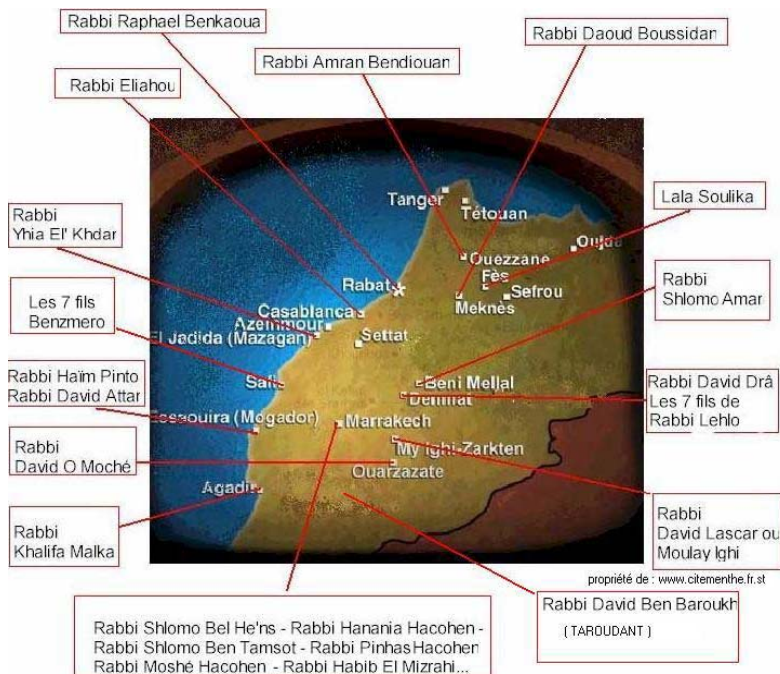 Rabbi Raphael Benkaoua
Rabbi Daoud Boussidan
Rabbi Amran Bendiouan
Rabbi Eliahou
Lala Soulika
Rabbi
Yhia El' Khdar
Les 7 fils
Benzmero
Rabbi
Shlomo Amar
Rabbi Haïm Pinto
Rabbi David Attar
Rabbi David Drâ
Les 7 fils de
Rabbi Lehlo
Rabbi
David O Moché
Rabbi
Khalifa Malka
Rabbi
David Lascar ou
Moulay Ighi
Tanger
Tétouan
Oujda
Ouezzane
Fès
Rabat
Sefrou
Meknès
Casablanca
Azemmour
El Jadida (Mazagan)
Settat
Safi
Beni Mellal
Demnat
Essaouira (Mogador)
Marrakech
My Ighi-Zarkten
Ouarzazate
Agadir
propriété de : www.citementhe.fr.st
Rabbi David Ben Baroukh
( TAROUDANT )
Rabbi Shlomo Bel He'ns - Rabbi Hanania Hacohen -
Rabbi Shlomo Ben Tamsot - Rabbi Pinhas Hacohen
Rabbi Moshé Hacohen - Rabbi Habib El Mizrahi...